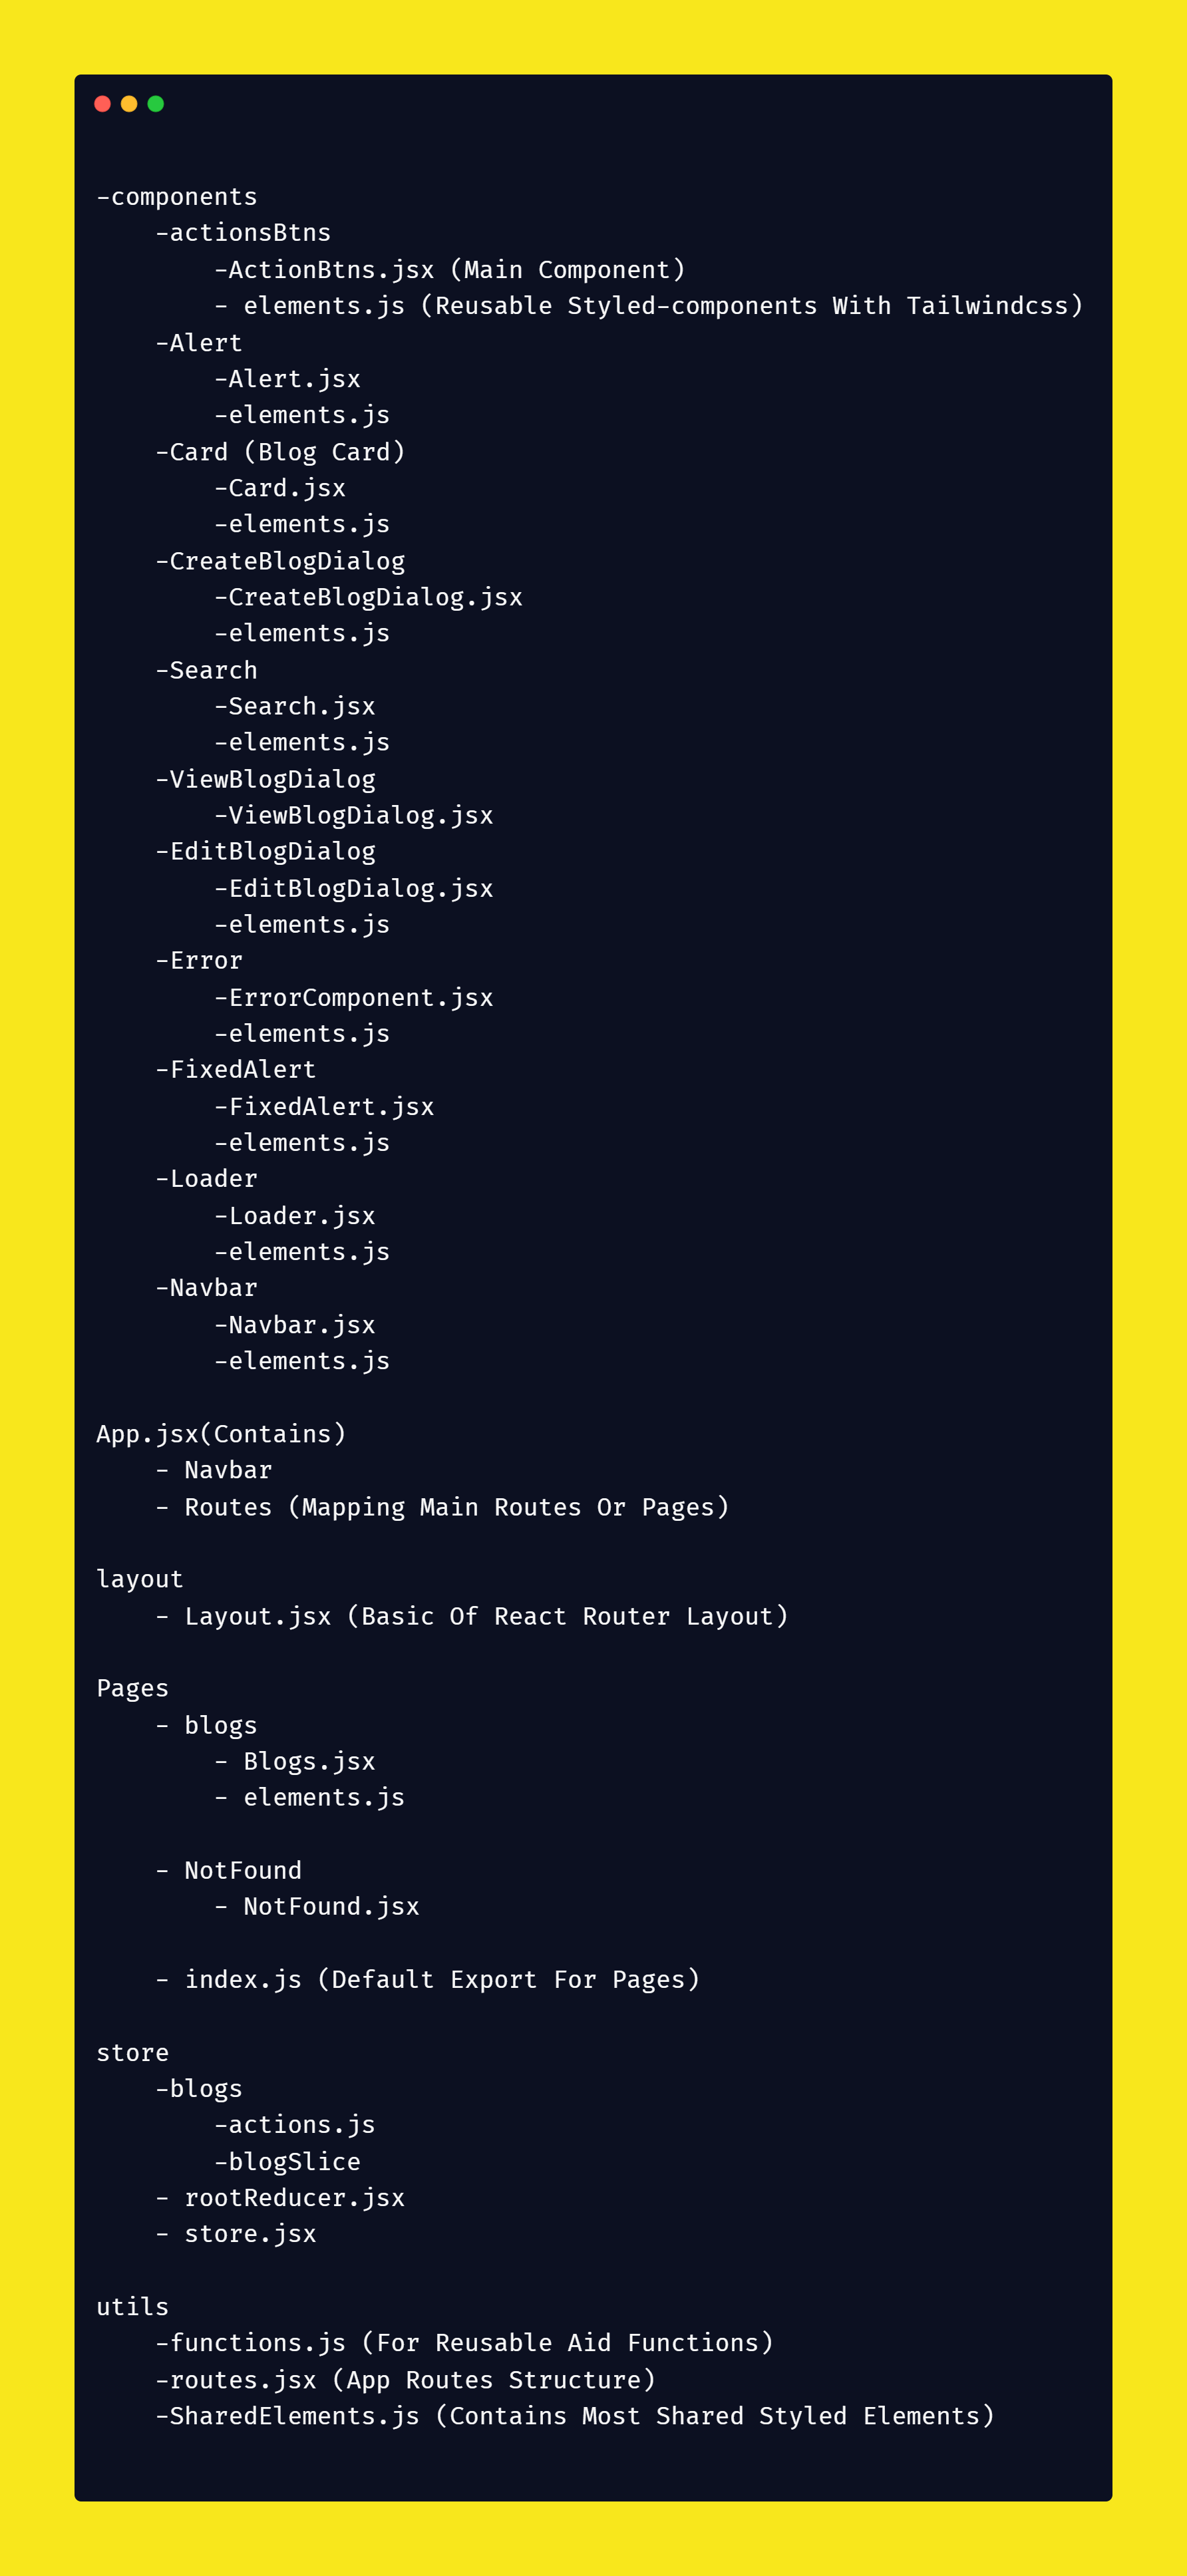 -components
    -actionsBtns
        -ActionBtns.jsx (Main Component)
        - elements.js (Reusable Styled-components With Tailwindcss)
    -Alert
        -Alert.jsx
        -elements.js
    -Card (Blog Card)
        -Card.jsx
        -elements.js
    -CreateBlogDialog
        -CreateBlogDialog.jsx
        -elements.js
    -Search
        -Search.jsx
        -elements.js
    -ViewBlogDialog
        -ViewBlogDialog.jsx
    -EditBlogDialog
        -EditBlogDialog.jsx
        -elements.js
    -Error
        -ErrorComponent.jsx
        -elements.js
    -FixedAlert
        -FixedAlert.jsx
        -elements.js
    -Loader
        -Loader.jsx
        -elements.js
    -Navbar
        -Navbar.jsx
        -elements.js

App.jsx(Contains)
    - Navbar
    - Routes (Mapping Main Routes Or Pages)

layout
    - Layout.jsx (Basic Of React Router Layout)

Pages
    - blogs
        - Blogs.jsx
        - elements.js

    - NotFound
        - NotFound.jsx

    - index.js (Default Export For Pages)

store
    -blogs
        -actions.js
        -blogSlice
    - rootReducer.jsx
    - store.jsx

utils
    -functions.js (For Reusable Aid Functions)
    -routes.jsx (App Routes Structure)
    -SharedElements.js (Contains Most Shared Styled Elements)